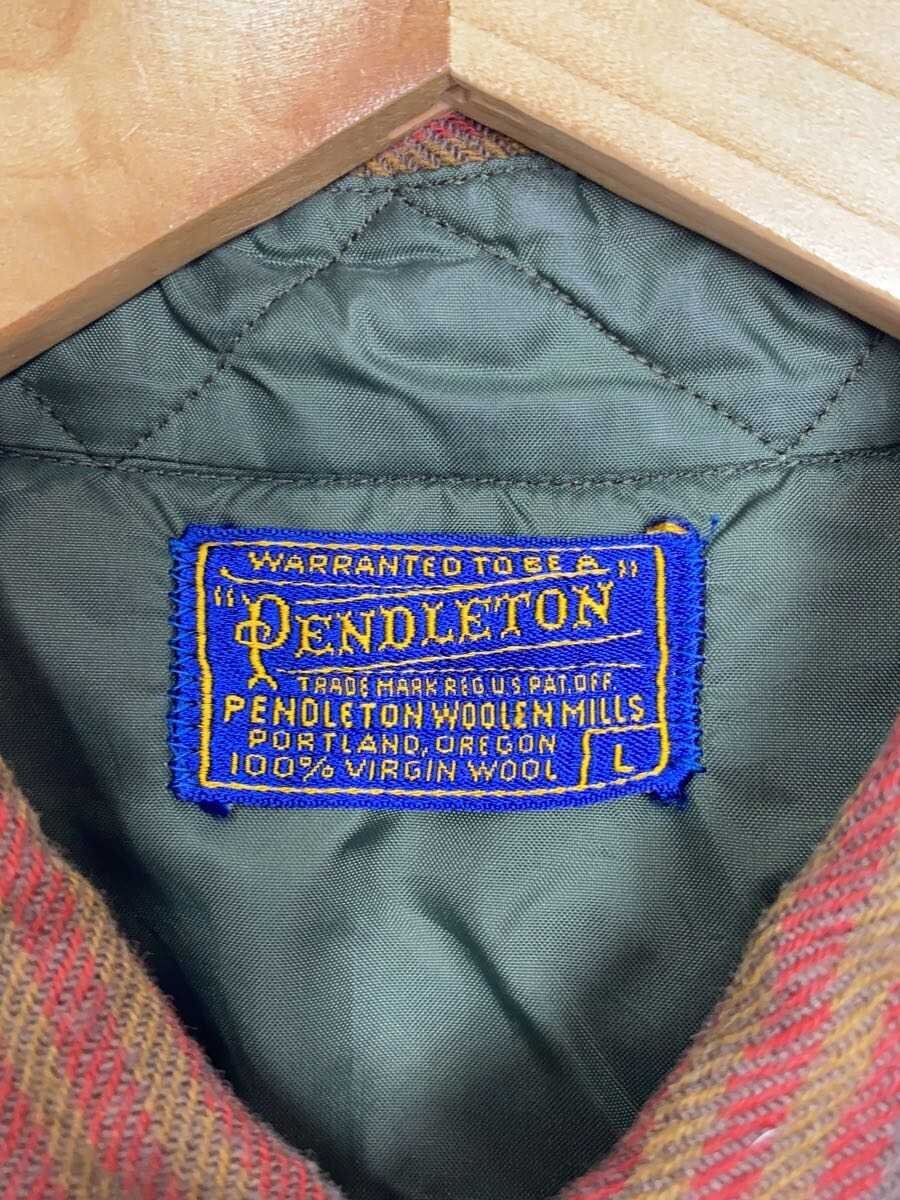 WARRANTED TO BE A
"PENDLETON"
TRADE MARK REG U.S. PAT. OFF.
PENDLETON WOOLEN MILLS
PORTLAND, OREGON
100% VIRGIN WOOL
L